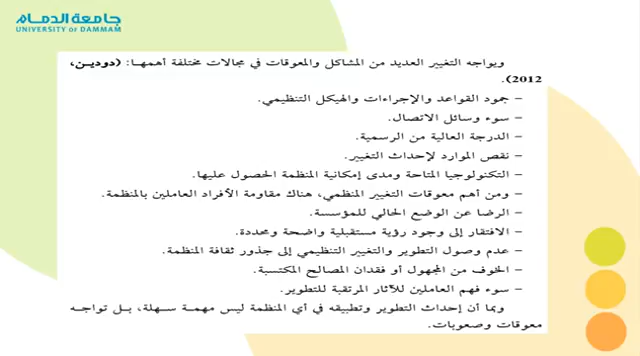 جامعة الدمام
UNIVERSITY OF DAMMAM
ويواجه التغيير العديد من المشاكل والمعوقات في مجالات مختلفة أهمها: (دودين،
2012).
– جمود القواعد والإجراءات والهيكل التنظيمي.
– سوء وسائل الاتصال.
– الدرجة العالية من الرسمية.
– نقص الموارد لإحداث التغيير.
– التكنولوجيا المتاحة ومدى إمكانية المنظمة الحصول عليها.
– ومن أهم معوقات التغيير المنظمي، هناك مقاومة الأفراد العاملين بالمنظمة.
– الرضا عن الوضع الحالي للمؤسسة.
– الافتقار إلى وجود رؤية مستقبلية واضحة ومحددة.
– عدم وصول التطوير والتغيير التنظيمي إلى جذور ثقافة المنظمة.
– الخوف من المجهول أو فقدان المصالح المكتسبة.
– سوء فهم العاملين للآثار المرتقبة للتطوير.
وبما أن إحداث التطوير وتطبيقه في أي المنظمة ليس مهمة سهلة، بل تواجه
معوقات وصعوبات.